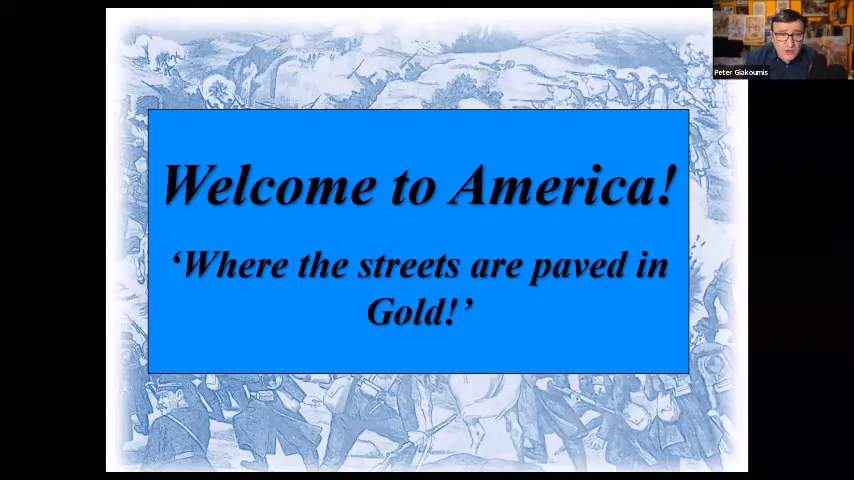 Welcome to America!
‘Where the streets are paved in
Gold!’
Peter Giakoumis